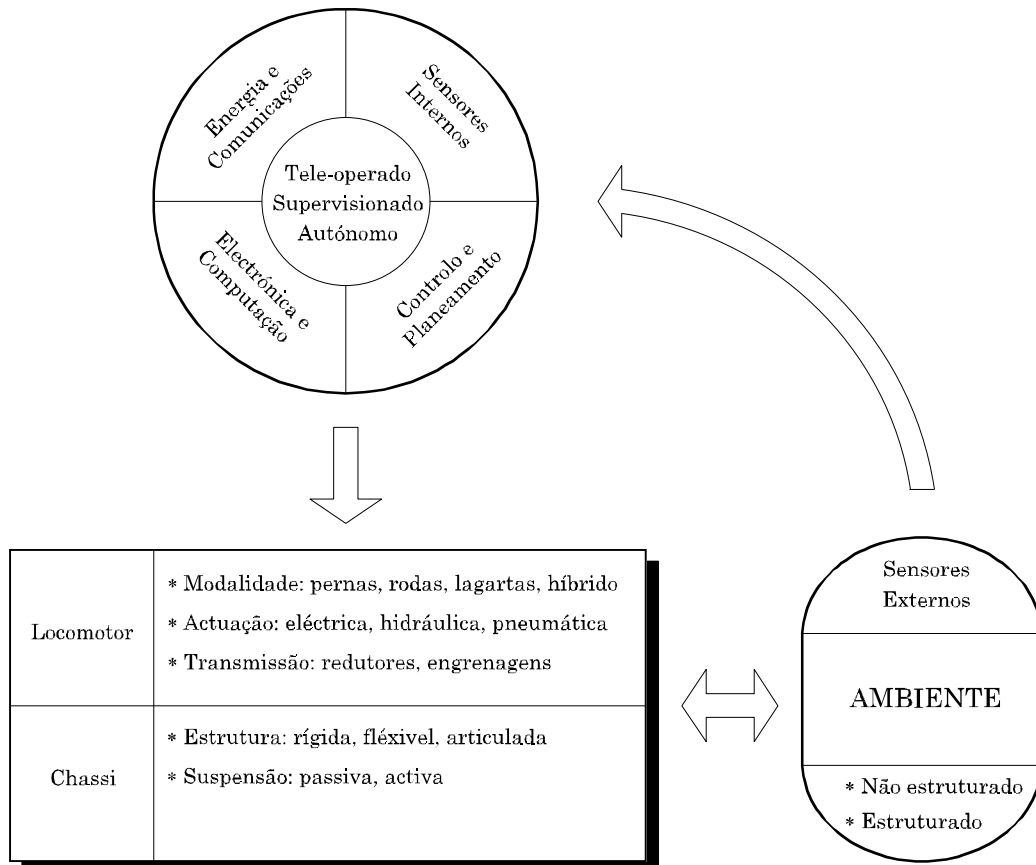 Energia e
Comunicações
Sensores
Internos
Tele-operado
Supervisionado
Autónomo
Electrónica e
Computação
Controlo e
Planeamento
Locomotor
* Modalidade: pernas, rodas, lagartas, híbrido
* Actuação: eléctrica, hidráulica, pneumática
* Transmissão: redutores, engrenagens
Chassi
* Estrutura: rígida, fléxivel, articulada
* Suspensão: passiva, activa
Sensores
Externos
AMBIENTE
* Não estruturado
* Estruturado